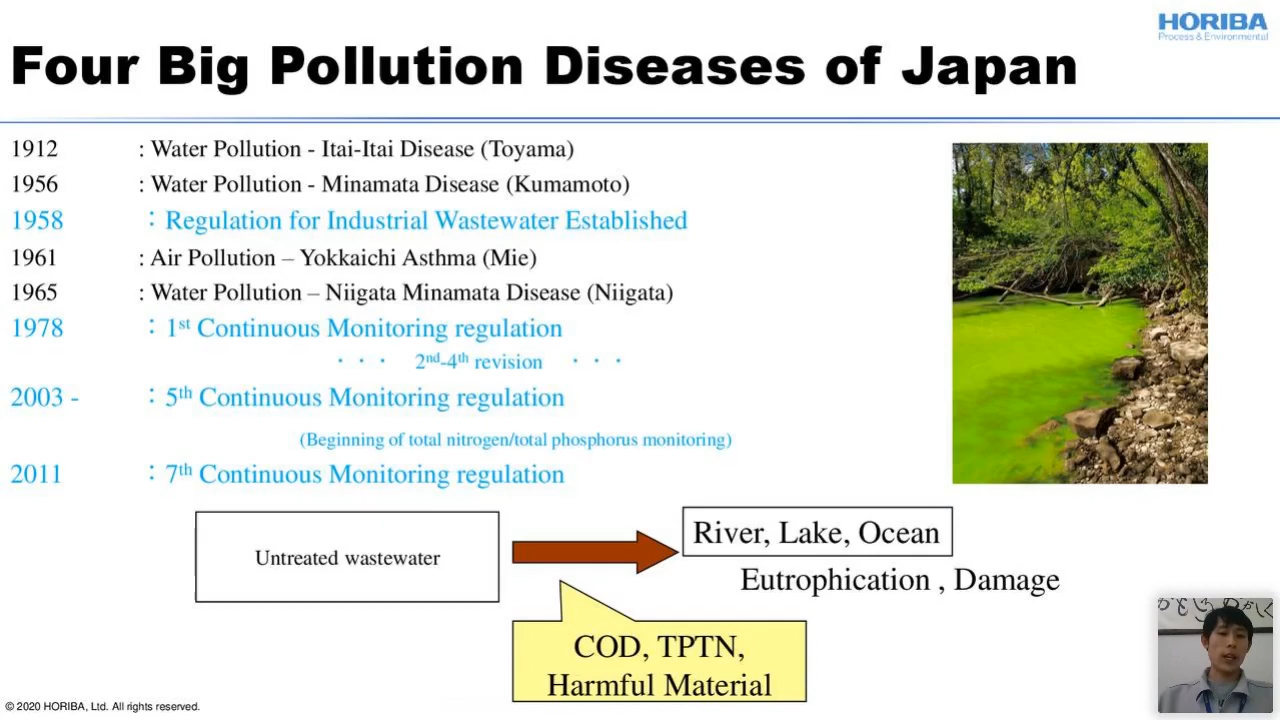 HORIBA
Process & Environmental
Four Big Pollution Diseases of Japan
1912 : Water Pollution - Itai-Itai Disease (Toyama)
1956 : Water Pollution - Minamata Disease (Kumamoto)
1958 : Regulation for Industrial Wastewater Established
1961 : Air Pollution – Yokkaichi Asthma (Mie)
1965 : Water Pollution – Niigata Minamata Disease (Niigata)
1978 : 1st Continuous Monitoring regulation
・・・ 2nd-4th revision ・・・
2003 - : 5th Continuous Monitoring regulation
(Beginning of total nitrogen/total phosphorus monitoring)
2011 : 7th Continuous Monitoring regulation
Untreated wastewater
River, Lake, Ocean
Eutrophication , Damage
COD, TPTN,
Harmful Material
© 2020 HORIBA, Ltd. All rights reserved.